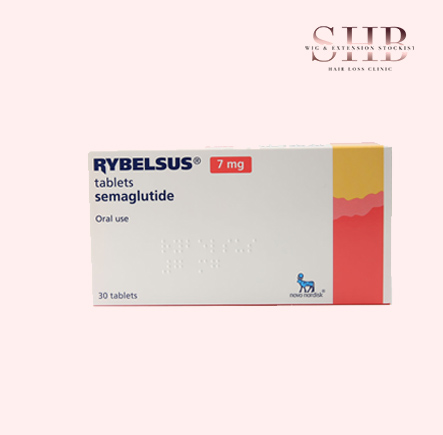 SHB
WIG & EXTENSION STOCKIST
HAIR LOSS CLINIC
RYBELSUS® 7 mg
tablets
semaglutide
Oral use
30 tablets
novo nordisk®